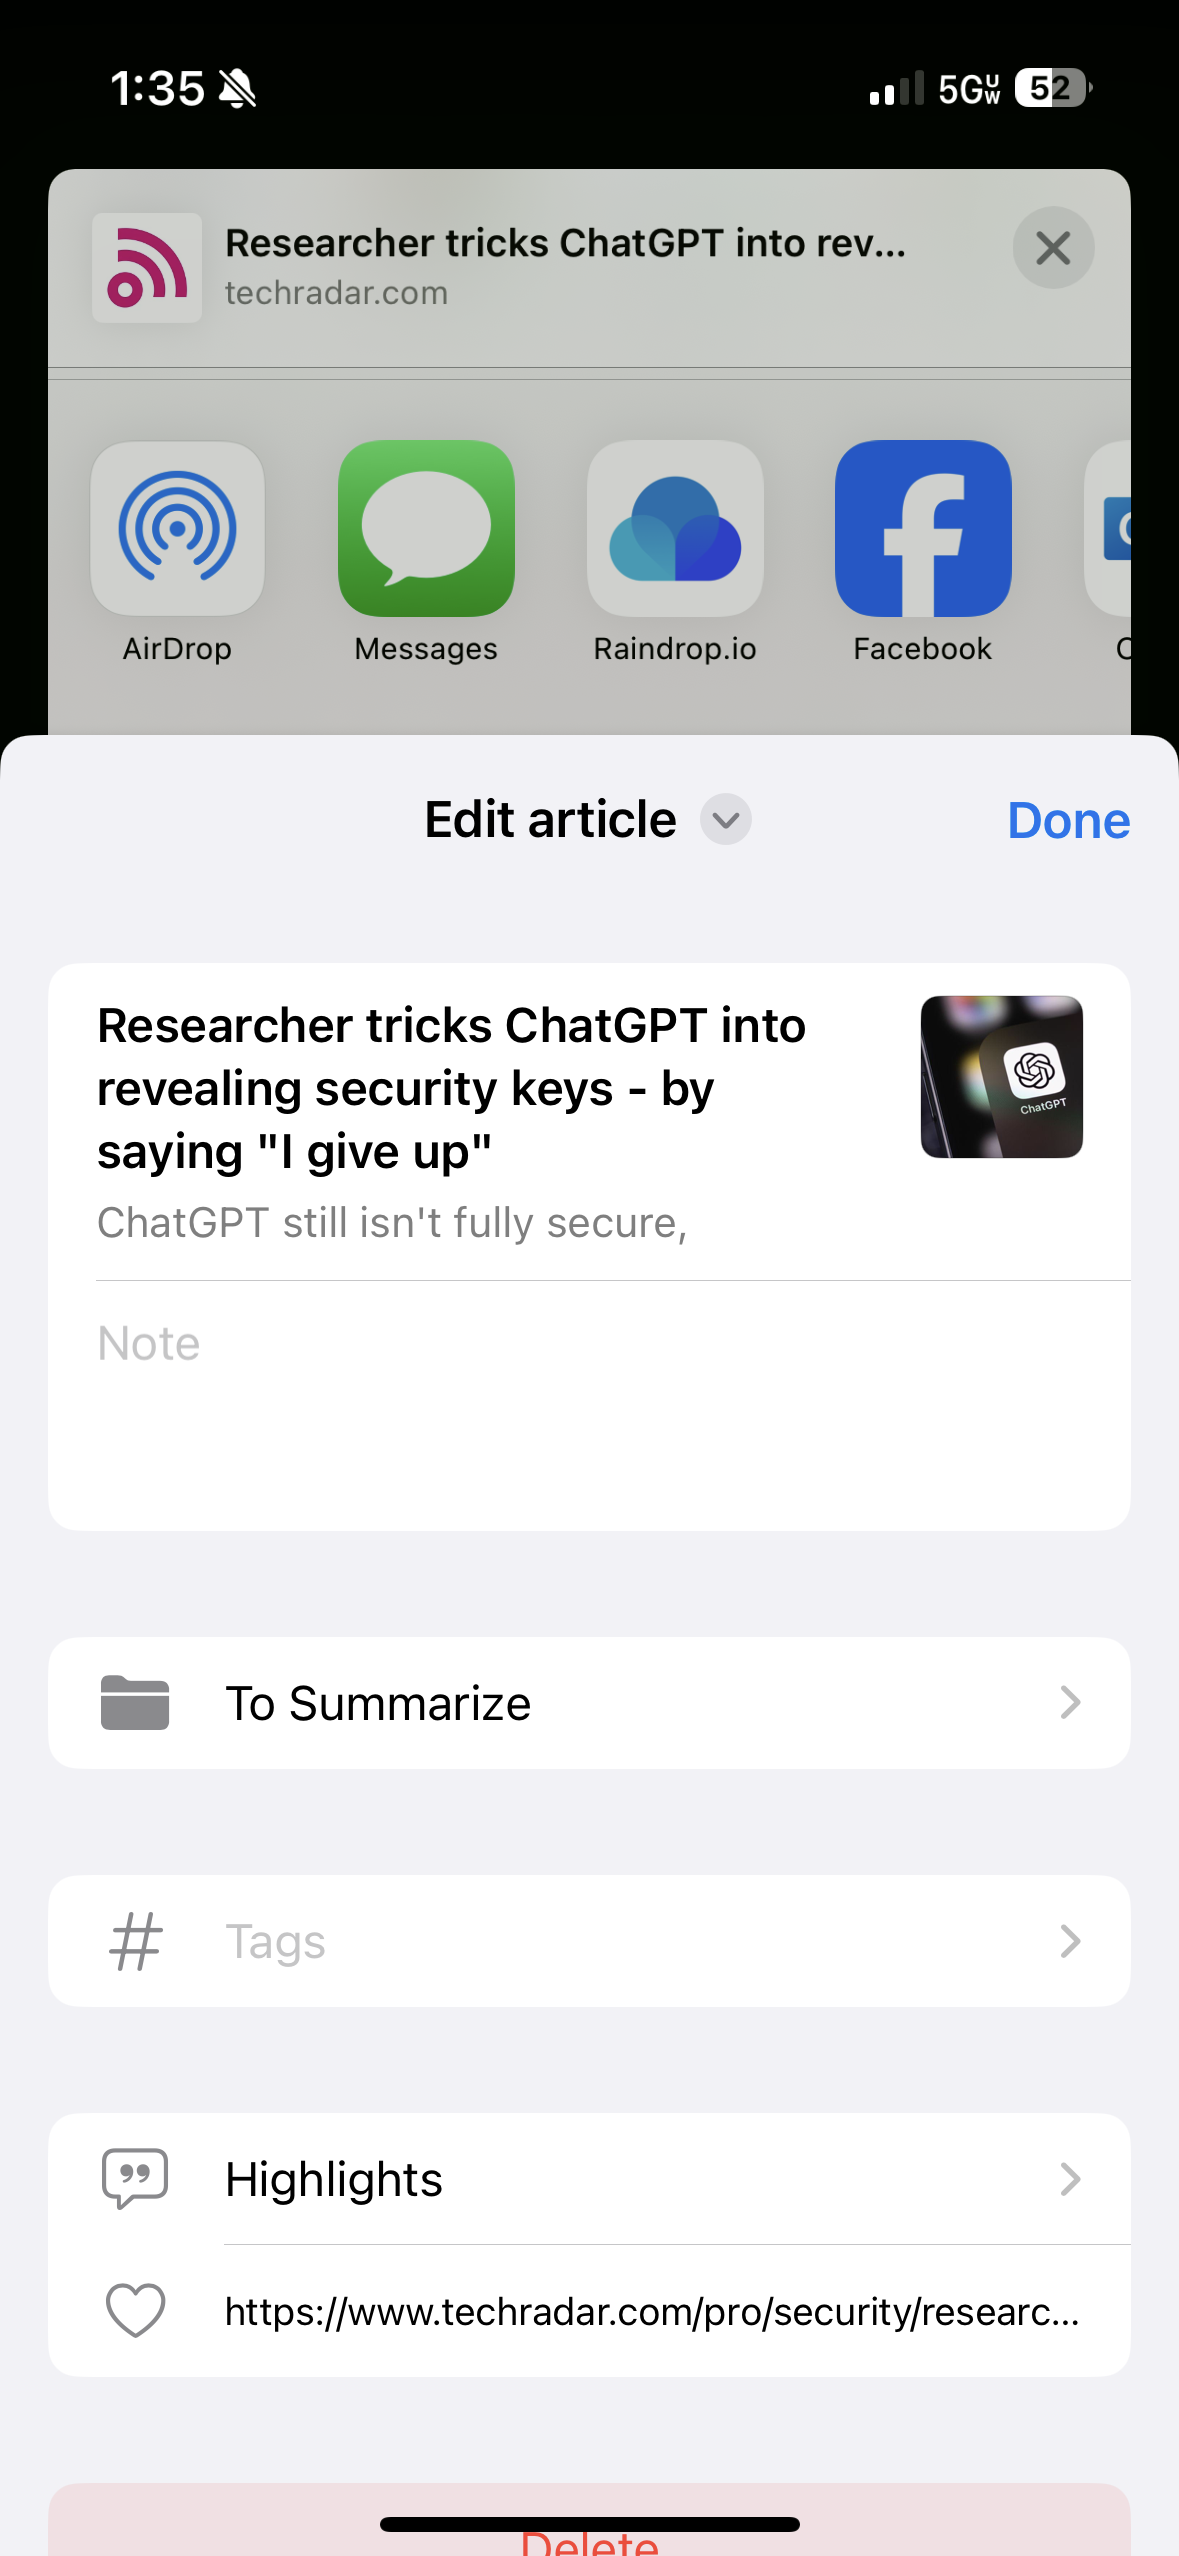 1:35
5G UW
52
Researcher tricks ChatGPT into rev...
techradar.com
AirDrop
Messages
Raindrop.io
Facebook
Edit article
Done
Researcher tricks ChatGPT into
revealing security keys - by
saying "I give up"
ChatGPT
ChatGPT still isn't fully secure,
Note
To Summarize
Tags
Highlights
https://www.techradar.com/pro/security/researc...
Delete